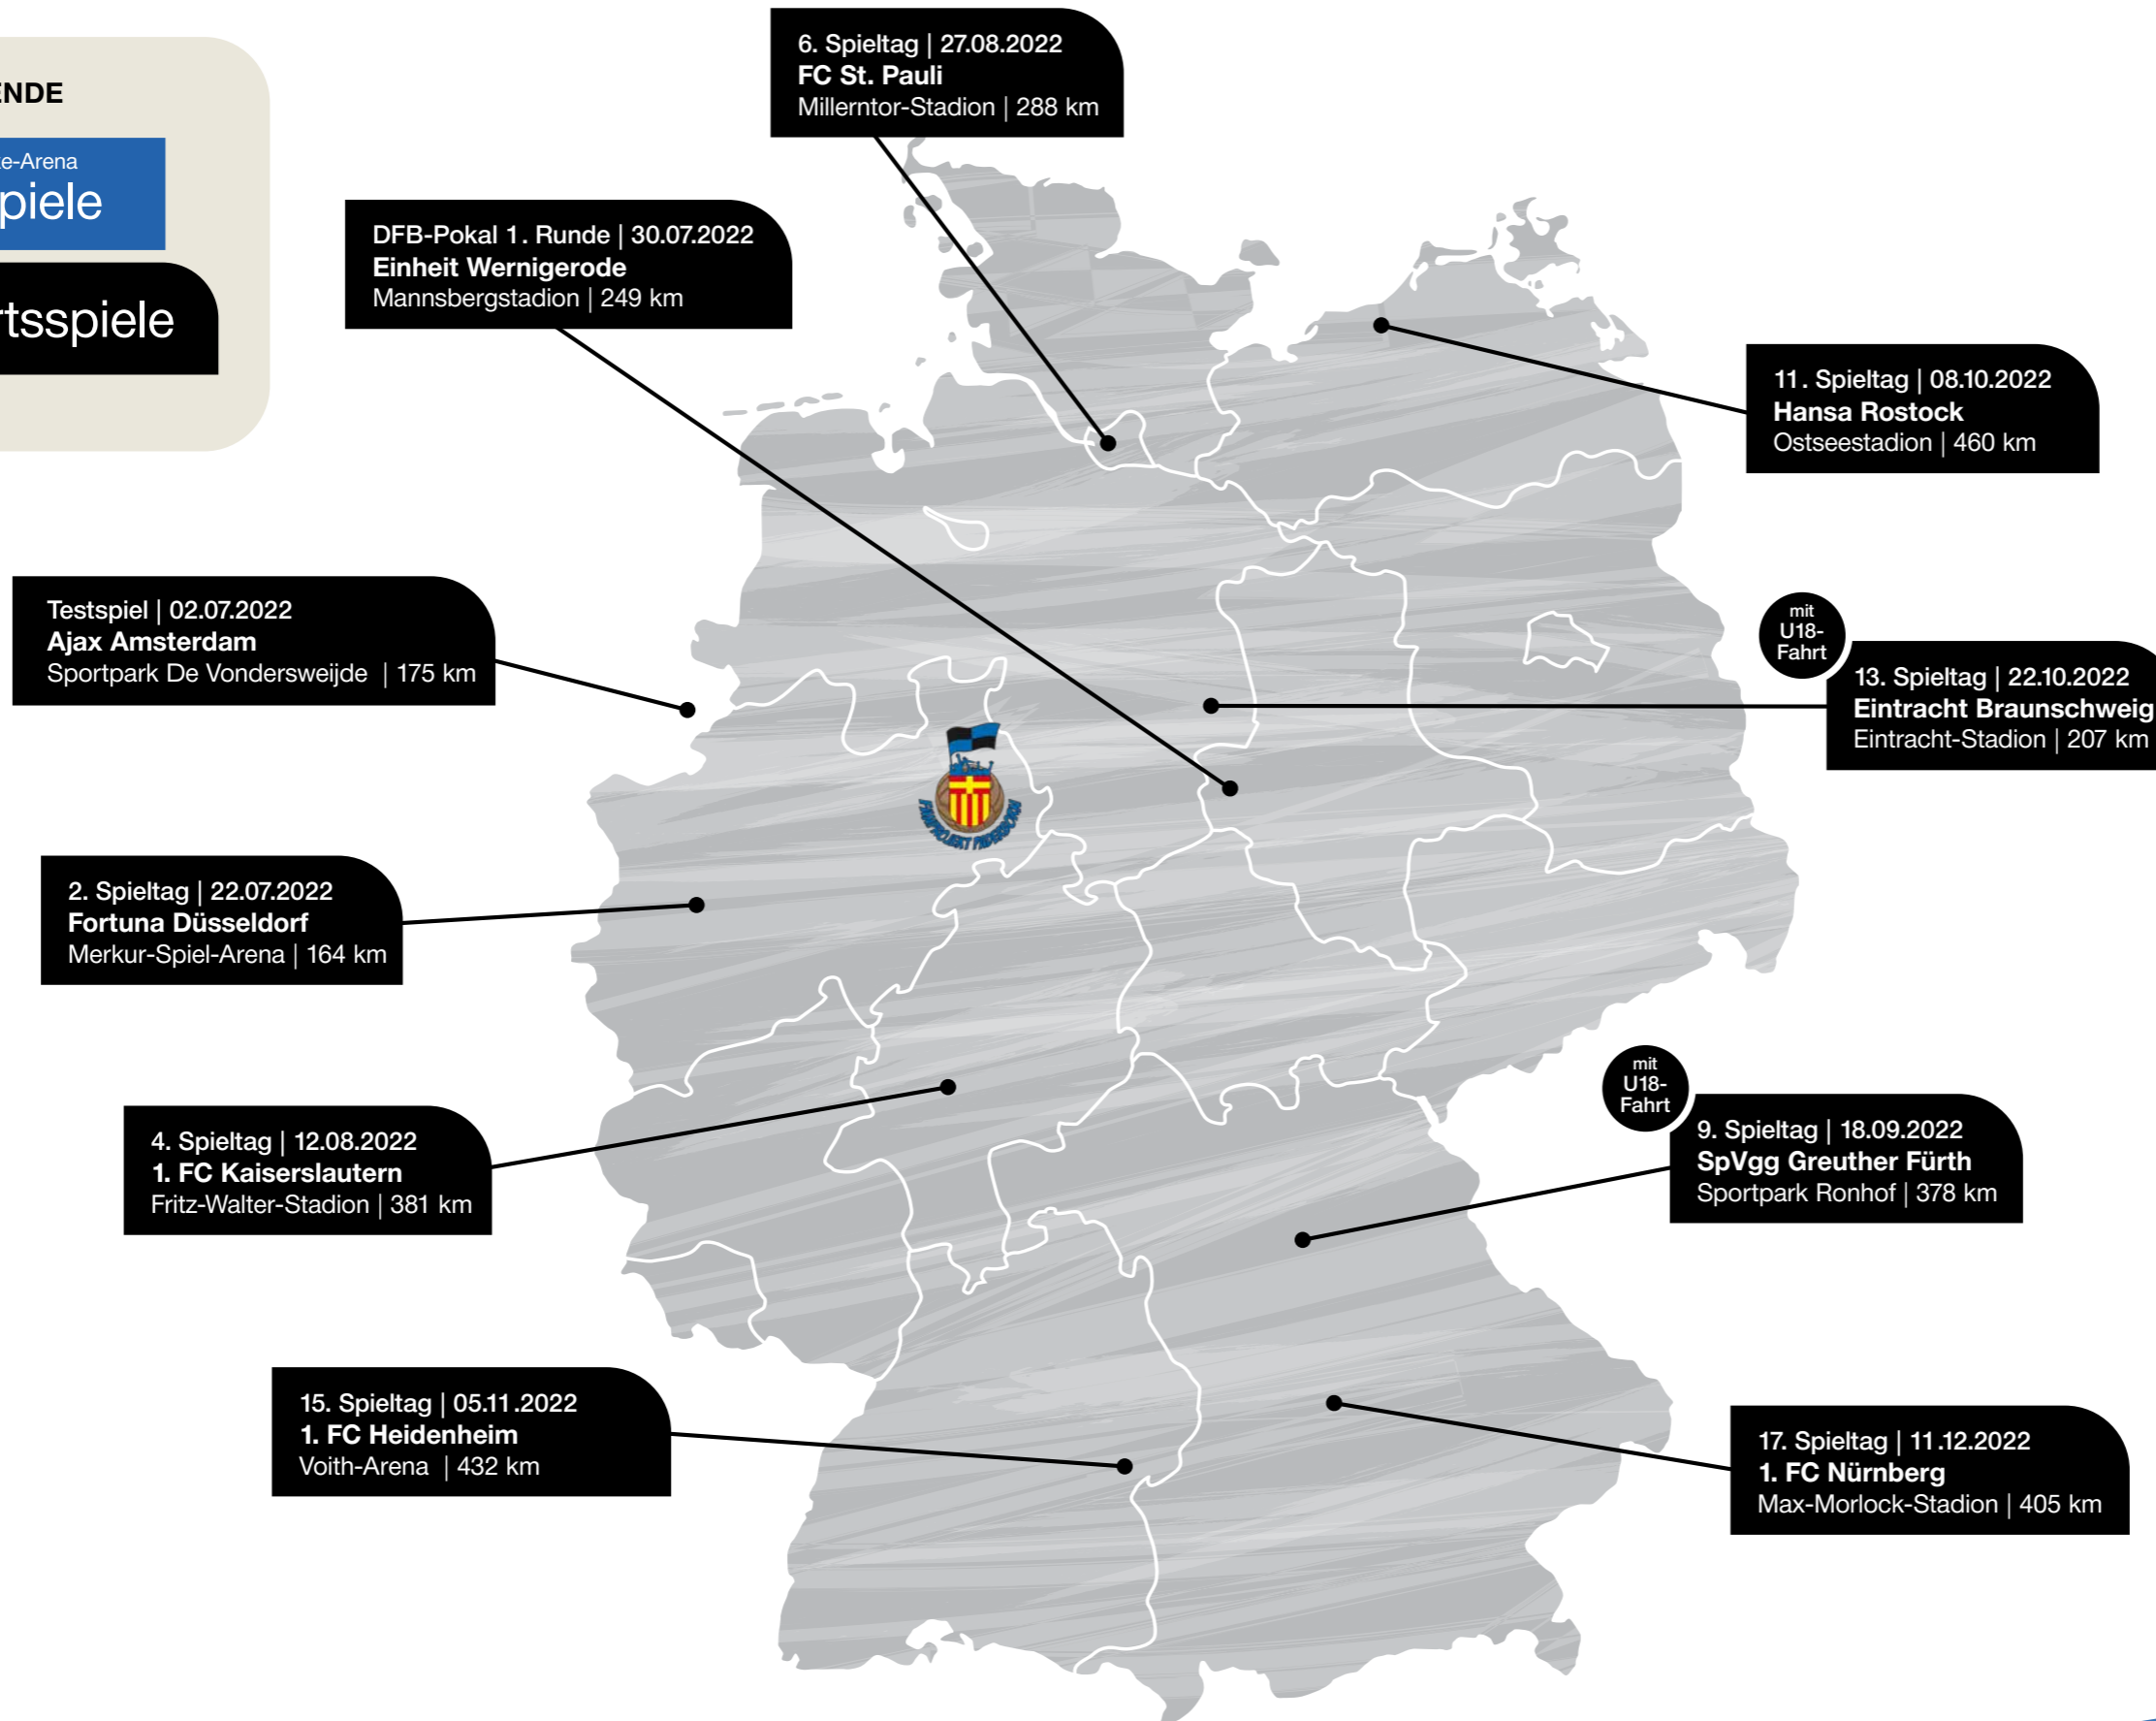 ENDE
e-Arena
piele
rtsspiele
6. Spieltag | 27.08.2022
FC St. Pauli
Millerntor-Stadion | 288 km
DFB-Pokal 1. Runde | 30.07.2022
Einheit Wernigerode
Mannsbergstadion | 249 km
11. Spieltag | 08.10.2022
Hansa Rostock
Ostseestadion | 460 km
Testspiel | 02.07.2022
Ajax Amsterdam
Sportpark De Vondersweijde | 175 km
mit
U18-
Fahrt
13. Spieltag | 22.10.2022
Eintracht Braunschweig
Eintracht-Stadion | 207 km
FANPROJEKT PADERBORN
2. Spieltag | 22.07.2022
Fortuna Düsseldorf
Merkur-Spiel-Arena | 164 km
4. Spieltag | 12.08.2022
1. FC Kaiserslautern
Fritz-Walter-Stadion | 381 km
mit
U18-
Fahrt
9. Spieltag | 18.09.2022
SpVgg Greuther Fürth
Sportpark Ronhof | 378 km
15. Spieltag | 05.11.2022
1. FC Heidenheim
Voith-Arena | 432 km
17. Spieltag | 11.12.2022
1. FC Nürnberg
Max-Morlock-Stadion | 405 km